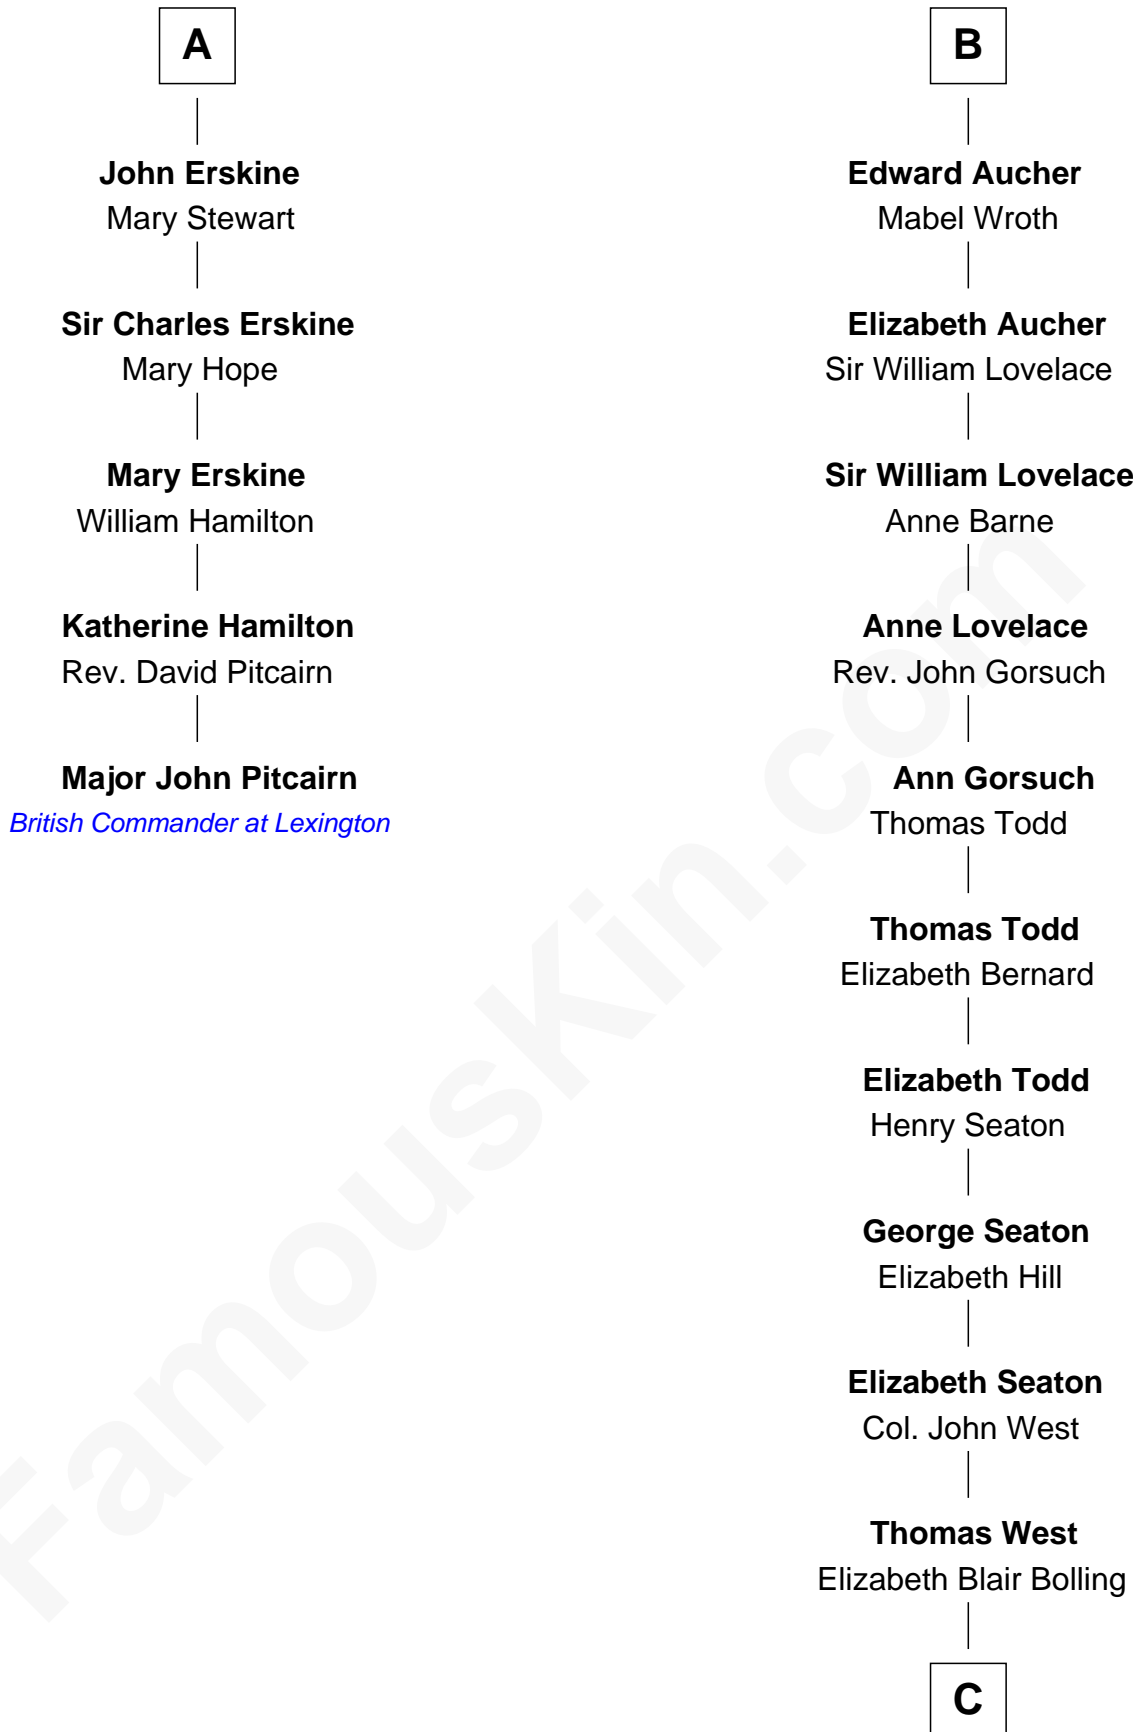 A
John Erskine
Mary Stewart
Sir Charles Erskine
Mary Hope
Mary Erskine
William Hamilton
Katherine Hamilton
Rev. David Pitcairn
Major John Pitcairn
British Commander at Lexington
B
Edward Aucher
Mabel Wroth
Elizabeth Aucher
Sir William Lovelace
Sir William Lovelace
Anne Barne
Anne Lovelace
Rev. John Gorsuch
Ann Gorsuch
Thomas Todd
Thomas Todd
Elizabeth Bernard
Elizabeth Todd
Henry Seaton
George Seaton
Elizabeth Hill
Elizabeth Seaton
Col. John West
Thomas West
Elizabeth Blair Bolling
C
FamousKin.com